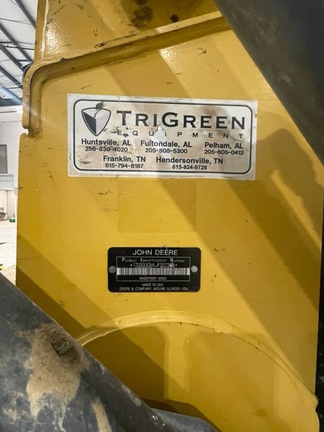 TRIGREEN
EQUIPMENT
Huntsville, AL Fultondale, AL Pelham, AL
256-830-4020 205-808-5300 205-605-0413
Franklin, TN Hendersonville, TN
615-794-8187 615-824-9726
JOHN DEERE
Product Identification Number
MADE IN USA
DEERE & COMPANY, MOLINE, ILLINOIS, USA